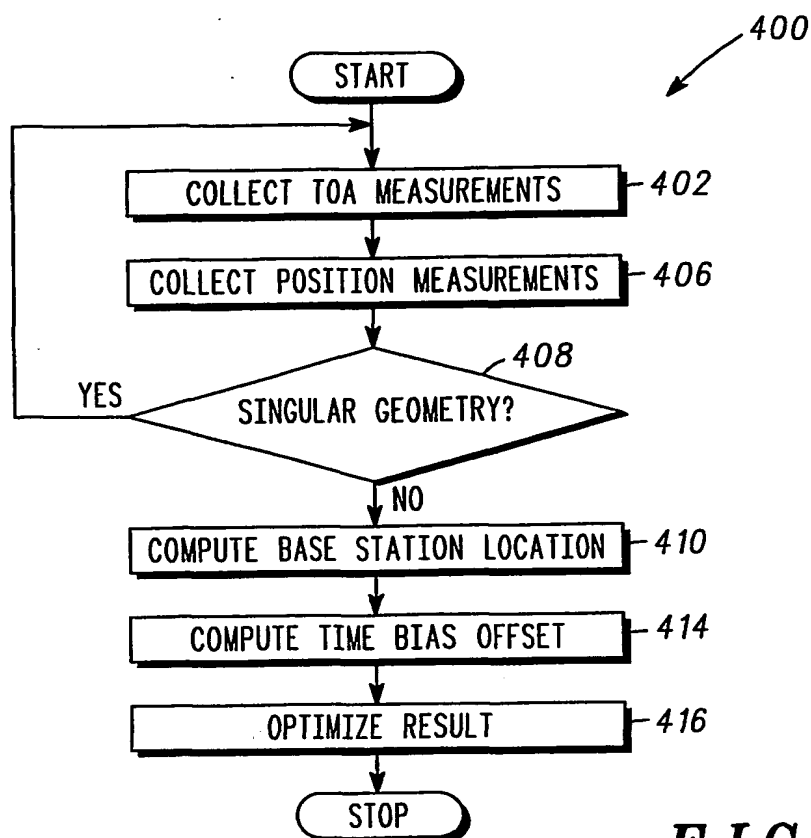 400
START
COLLECT TOA MEASUREMENTS
402
COLLECT POSITION MEASUREMENTS
406
408
YES
SINGULAR GEOMETRY?
NO
COMPUTE BASE STATION LOCATION
410
COMPUTE TIME BIAS OFFSET
414
OPTIMIZE RESULT
416
STOP